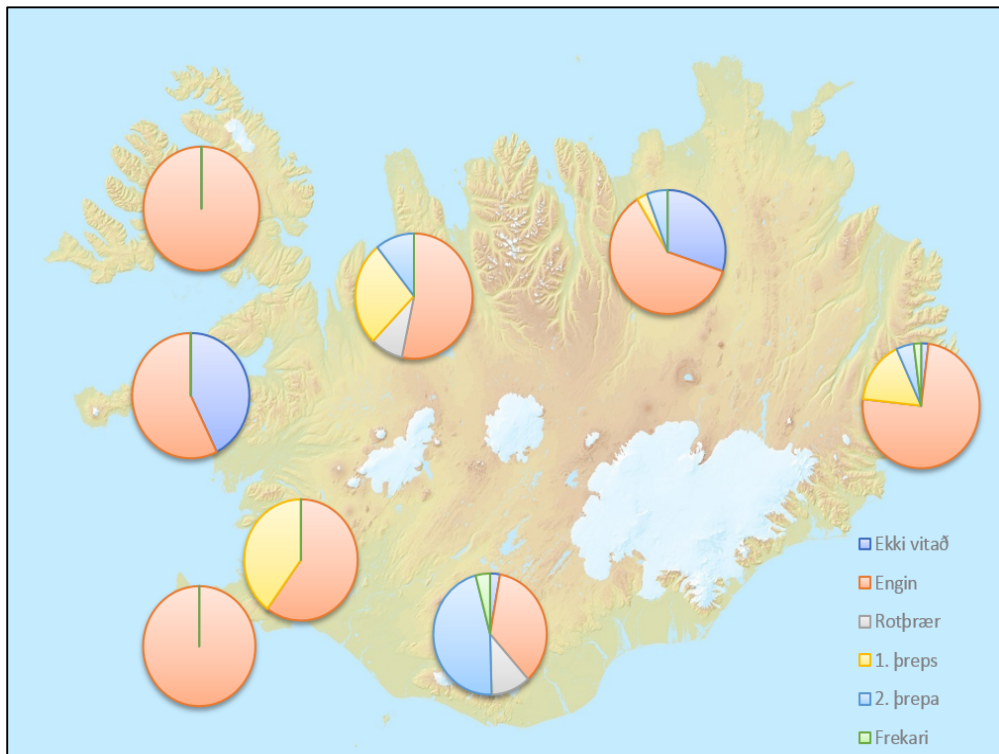 Ekki vitað
Engin
Rotþrær
1. þreps
2. þrepa
Frekari